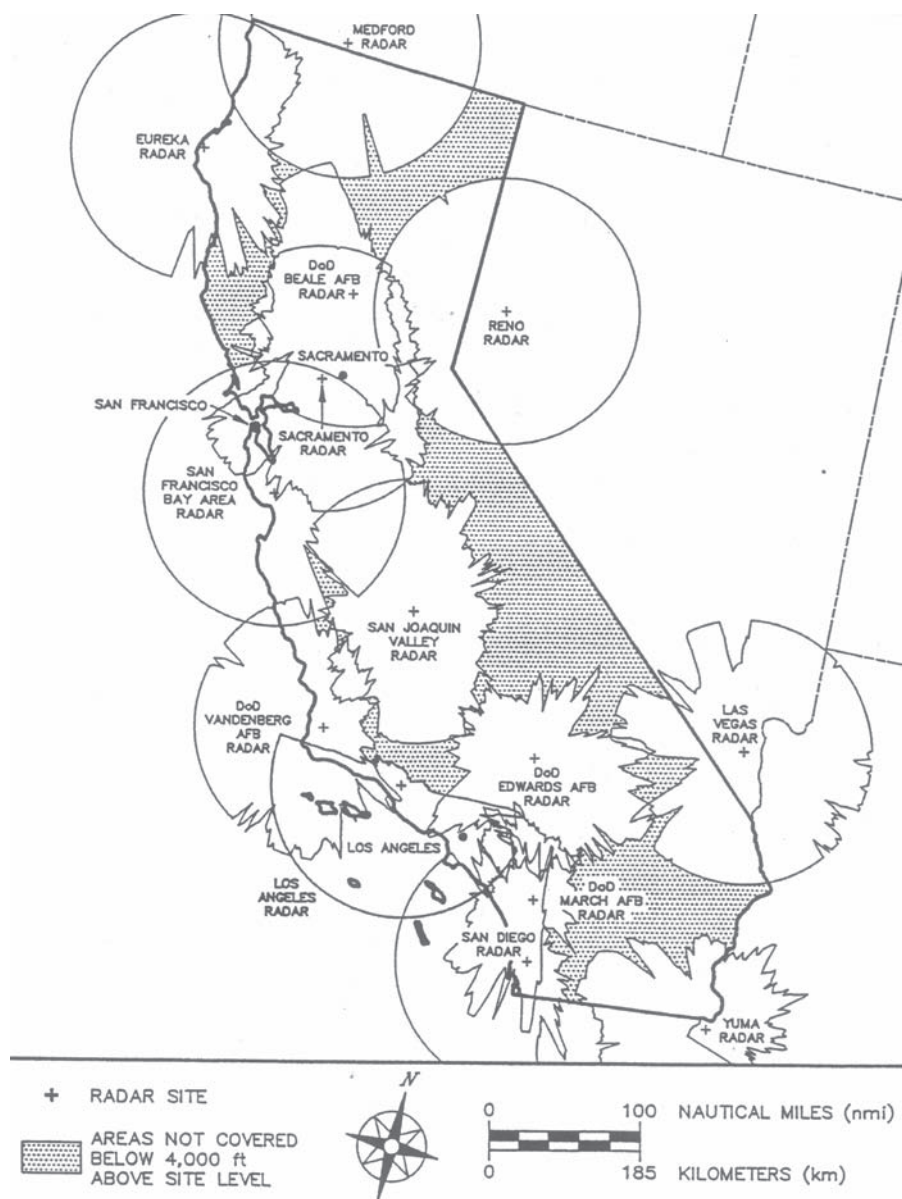 MEDFORD
RADAR
EUREKA
RADAR
DoD
BEALE AFB
RADAR
RENO
RADAR
SACRAMENTO
SAN FRANCISCO
SACRAMENTO
RADAR
SAN
FRANCISCO
BAY AREA
RADAR
SAN JOAQUIN
VALLEY
RADAR
DoD
VANDENBERG
AFB
RADAR
LAS
VEGAS
RADAR
DoD
EDWARDS AFB
RADAR
LOS ANGELES
LOS
ANGELES
RADAR
DoD
MARCH AFB
RADAR
SAN DIEGO
RADAR
YUMA
RADAR
+ RADAR SITE
AREAS NOT COVERED
BELOW 4,000 ft
ABOVE SITE LEVEL
N
0 100 NAUTICAL MILES (nmi)
0 185 KILOMETERS (km)